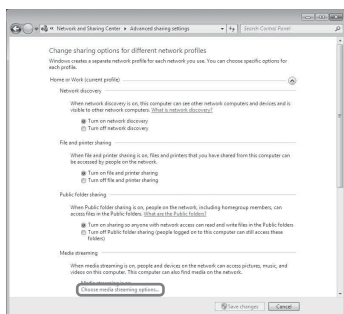 « Network and Sharing Center ▸ Advanced sharing settings
Search Control Panel
Change sharing options for different network profiles
Windows creates a separate network profile for each network you use. You can choose specific options for
each profile.
Home or Work (current profile)
Network discovery
When network discovery is on, this computer can see other network computers and devices and is
visible to other network computers. What is network discovery?
Turn on network discovery
Turn off network discovery
File and printer sharing
When file and printer sharing is on, files and printers that you have shared from this computer can
be accessed by people on the network.
Turn on file and printer sharing
Turn off file and printer sharing
Public folder sharing
When Public folder sharing is on, people on the network, including homegroup members, can
access files in the Public folders. What are the Public folders?
Turn on sharing so anyone with network access can read and write files in the Public folders
Turn off Public folder sharing (people logged on to this computer can still access these
folders)
Media streaming
When media streaming is on, people and devices on the network can access pictures, music, and
videos on this computer. This computer can also find media on the network.
Media streaming is on.
Choose media streaming options...
Save changes
Cancel